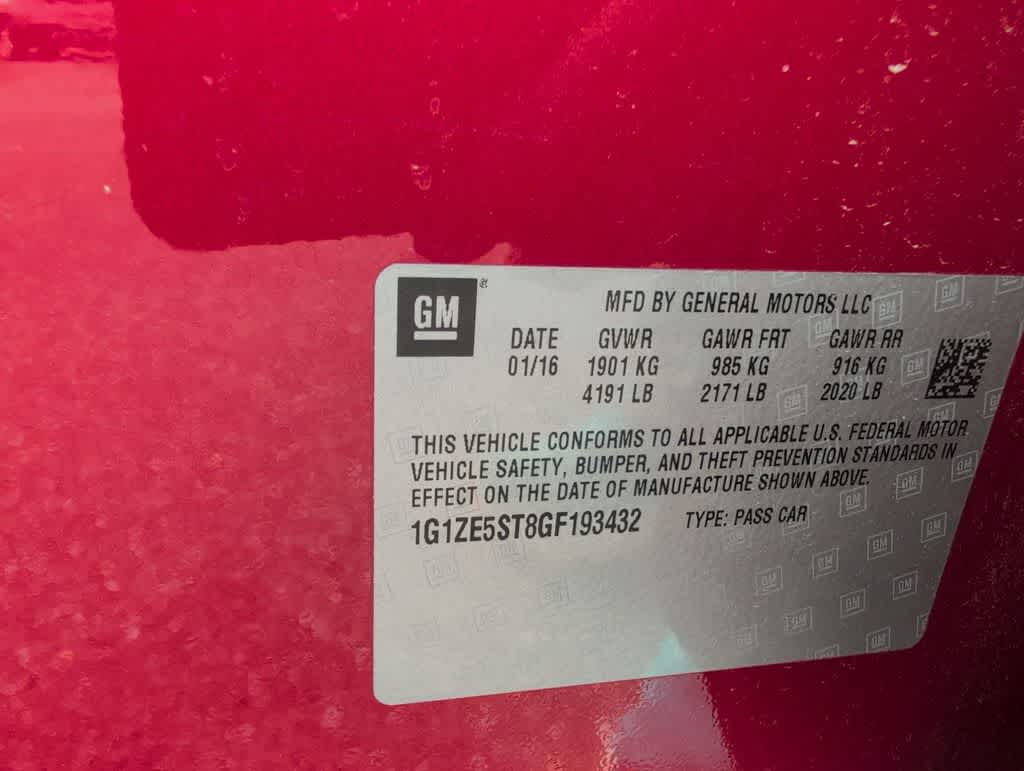 GM
MFD BY GENERAL MOTORS LLC
DATE GVWR GAWR FRT GAWR RR
01/16 1901 KG 985 KG 916 KG
4191 LB 2171 LB 2020 LB
THIS VEHICLE CONFORMS TO ALL APPLICABLE U.S. FEDERAL MOTOR
VEHICLE SAFETY, BUMPER, AND THEFT PREVENTION STANDARDS IN
EFFECT ON THE DATE OF MANUFACTURE SHOWN ABOVE.
1G1ZE5ST8GF193432 TYPE: PASS CAR